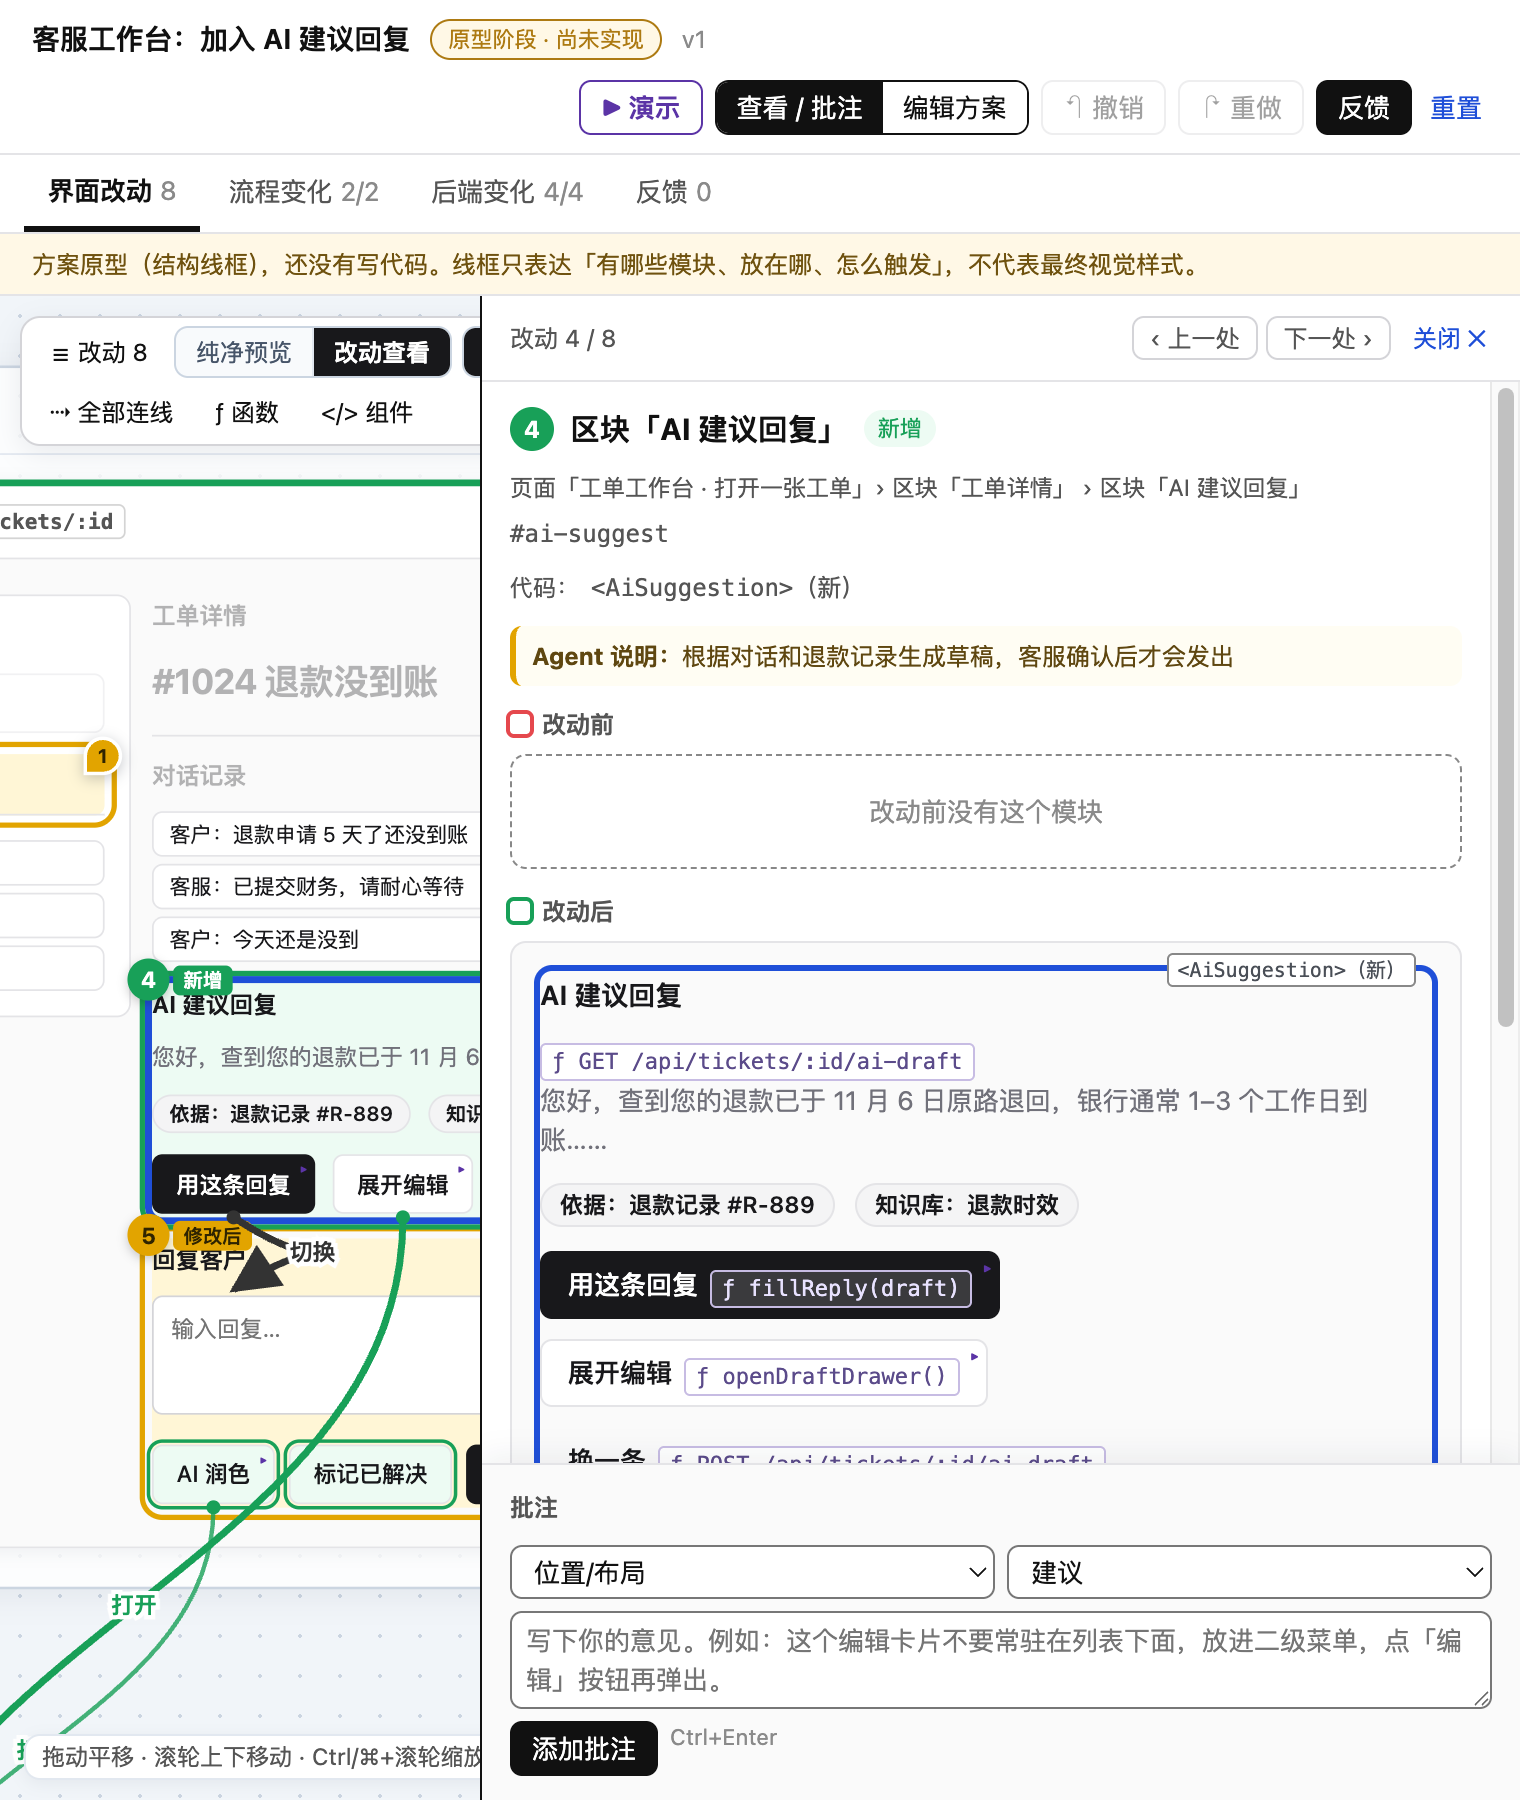 客服工作台：加入 AI 建议回复 原型阶段 · 尚未实现 v1
演示 查看 / 批注 编辑方案 撤销 重做 反馈 重置
界面改动 8 流程变化 2/2 后端变化 4/4 反馈 0
方案原型（结构线框），还没有写代码。线框只表达「有哪些模块、放在哪、怎么触发」，不代表最终视觉样式。
改动 8 纯净预览 改动查看
全部连线 ƒ 函数 </> 组件
ckets/:id
工单详情
#1024 退款没到账
1
对话记录
客户：退款申请 5 天了还没到账
客服：已提交财务，请耐心等待
客户：今天还是没到
4 新增
AI 建议回复
您好，查到您的退款已于 11 月 6
依据：退款记录 #R-889 知识
用这条回复 展开编辑
5 修改后
回复客户 切换
输入回复...
AI 润色 标记已解决
打开
拖动平移 · 滚轮上下移动 · Ctrl/⌘+滚轮缩放
改动 4 / 8 ‹ 上一处 下一处 › 关闭 ✕
4 区块「AI 建议回复」 新增
页面「工单工作台 · 打开一张工单」 › 区块「工单详情」 › 区块「AI 建议回复」
#ai-suggest
代码： <AiSuggestion>（新）
Agent 说明：根据对话和退款记录生成草稿，客服确认后才会发出
改动前
改动前没有这个模块
改动后
<AiSuggestion>（新）
AI 建议回复
ƒ GET /api/tickets/:id/ai-draft
您好，查到您的退款已于 11 月 6 日原路退回，银行通常 1–3 个工作日到
账……
依据：退款记录 #R-889 知识库：退款时效
用这条回复 ƒ fillReply(draft)
展开编辑 ƒ openDraftDrawer()
换一条 ƒ POST /api/tickets/:id/ai-draft
批注
位置/布局 建议
写下你的意见。例如：这个编辑卡片不要常驻在列表下面，放进二级菜单，点「编
辑」按钮再弹出。
添加批注 Ctrl+Enter